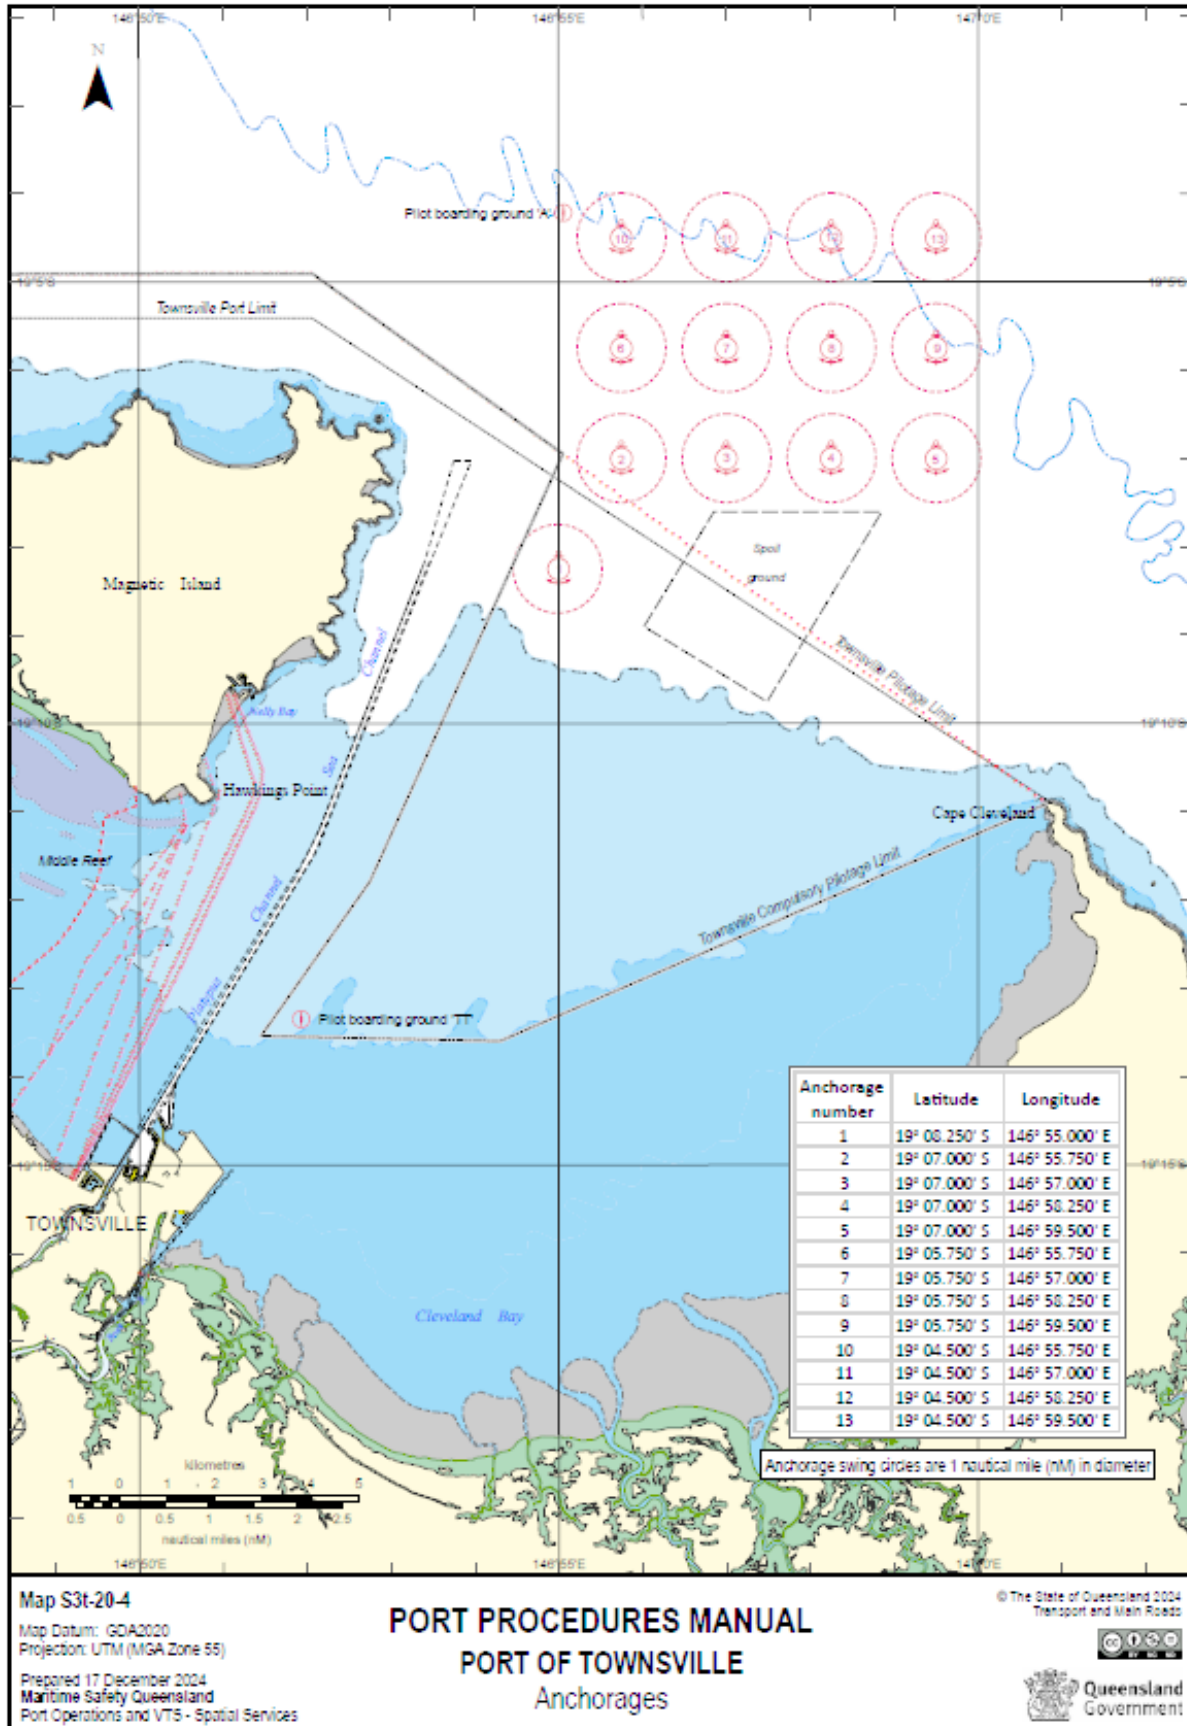 146°50'E 146°55'E 147°0'E
N
Pilot boarding ground 'A'
10 11 12 13
19°5'S 19°5'S
Townsville Port Limit
6 7 8 9
2 3 4 5
Spoil
ground
1
Magnetic Island
Channel
Townsville Pilotage Limit
Nelly Bay
19°10'S 19°10'S
Sea
Hawkings Point
Cape Cleveland
Middle Reef
Townsville Compulsory Pilotage Limit
Channel
Platypus
Pilot boarding ground 'TT'
Anchorage number Latitude Longitude
1 19° 08.250' S 146° 55.000' E
2 19° 07.000' S 146° 55.750' E
3 19° 07.000' S 146° 57.000' E
4 19° 07.000' S 146° 58.250' E
5 19° 07.000' S 146° 59.500' E
6 19° 05.750' S 146° 55.750' E
7 19° 05.750' S 146° 57.000' E
8 19° 05.750' S 146° 58.250' E
9 19° 05.750' S 146° 59.500' E
10 19° 04.500' S 146° 55.750' E
11 19° 04.500' S 146° 57.000' E
12 19° 04.500' S 146° 58.250' E
13 19° 04.500' S 146° 59.500' E
19°15'S 19°15'S
TOWNSVILLE
Cleveland Bay
Anchorage swing circles are 1 nautical mile (nM) in diameter
kilometres
1 0 1 2 3 4 5
0.5 0 0.5 1 1.5 2 2.5
nautical miles (nM)
146°50'E 146°55'E 147°0'E
Map S3t-20-4
Map Datum: GDA2020
Projection: UTM (MGA Zone 55)
Prepared 17 December 2024
Maritime Safety Queensland
Port Operations and VTS - Spatial Services
PORT PROCEDURES MANUAL
PORT OF TOWNSVILLE
Anchorages
© The State of Queensland 2024
Transport and Main Roads
Queensland
Government